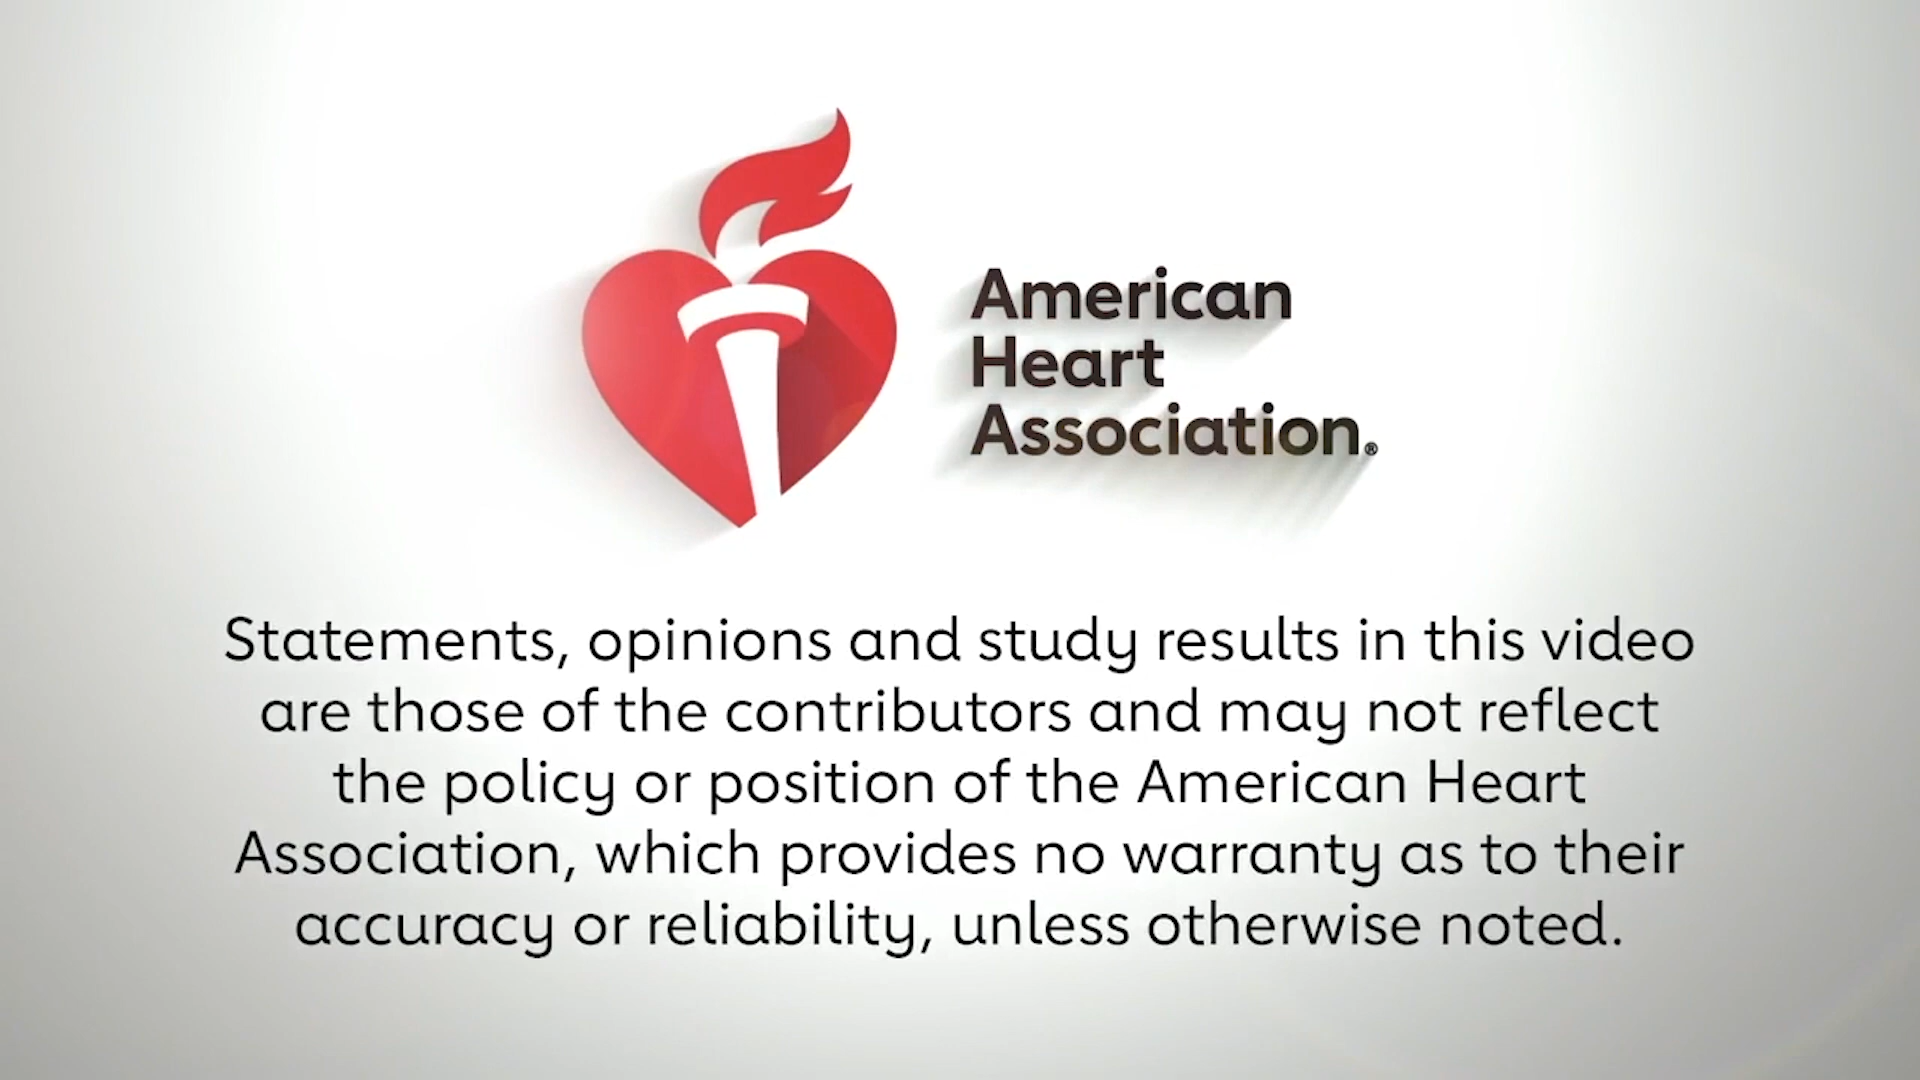 American
Heart
Association®
Statements, opinions and study results in this video
are those of the contributors and may not reflect
the policy or position of the American Heart
Association, which provides no warranty as to their
accuracy or reliability, unless otherwise noted.